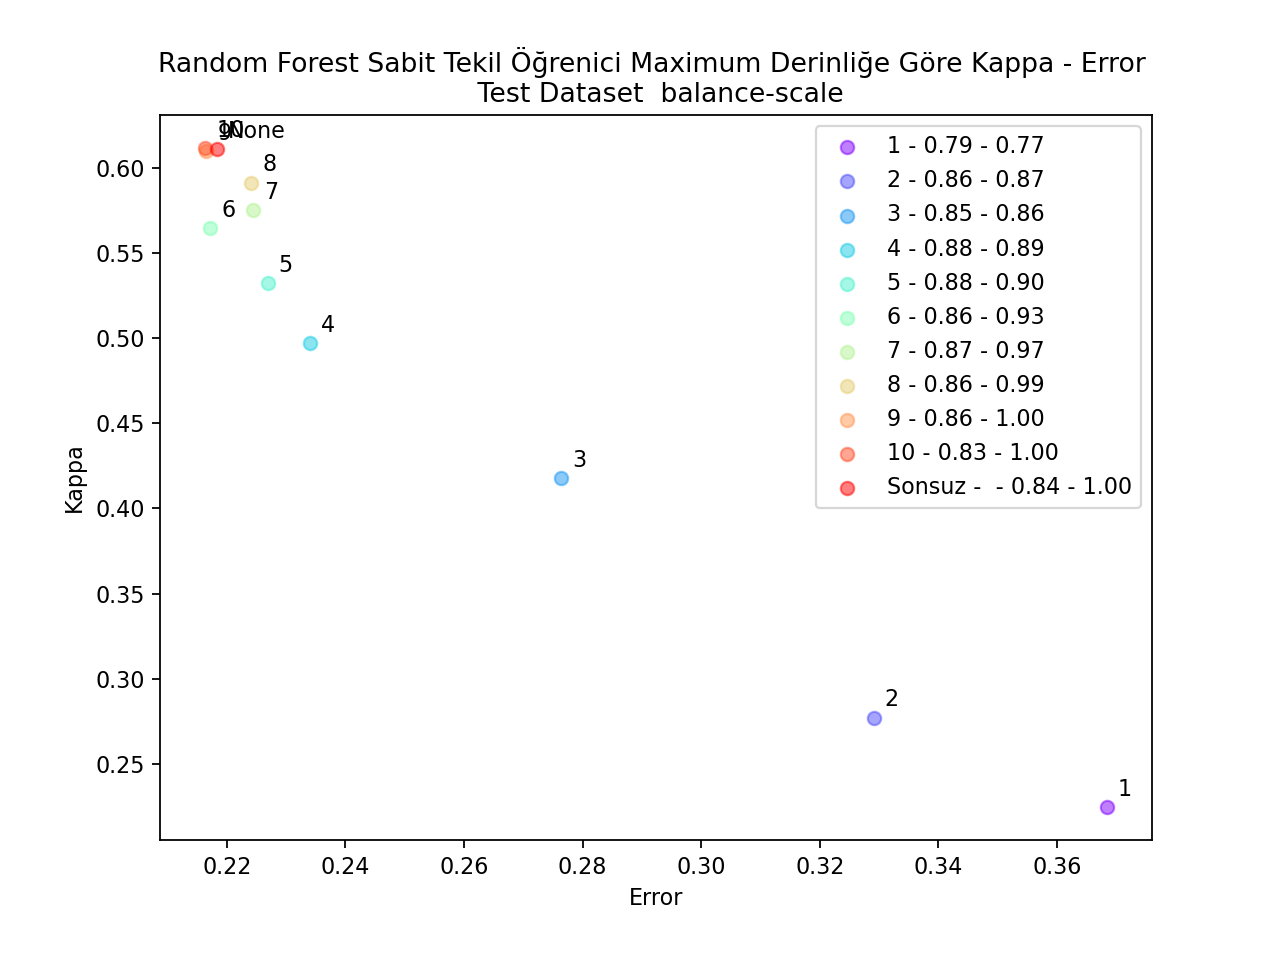 Random Forest Sabit Tekil Öğrenici Maximum Derinliğe Göre Kappa - Error
Test Dataset  balance-scale
Kappa
0.60
0.55
0.50
0.45
0.40
0.35
0.30
0.25
10
9
None
8
7
6
5
4
3
2
1
1 - 0.79 - 0.77
2 - 0.86 - 0.87
3 - 0.85 - 0.86
4 - 0.88 - 0.89
5 - 0.88 - 0.90
6 - 0.86 - 0.93
7 - 0.87 - 0.97
8 - 0.86 - 0.99
9 - 0.86 - 1.00
10 - 0.83 - 1.00
Sonsuz -  - 0.84 - 1.00
0.22 0.24 0.26 0.28 0.30 0.32 0.34 0.36
Error